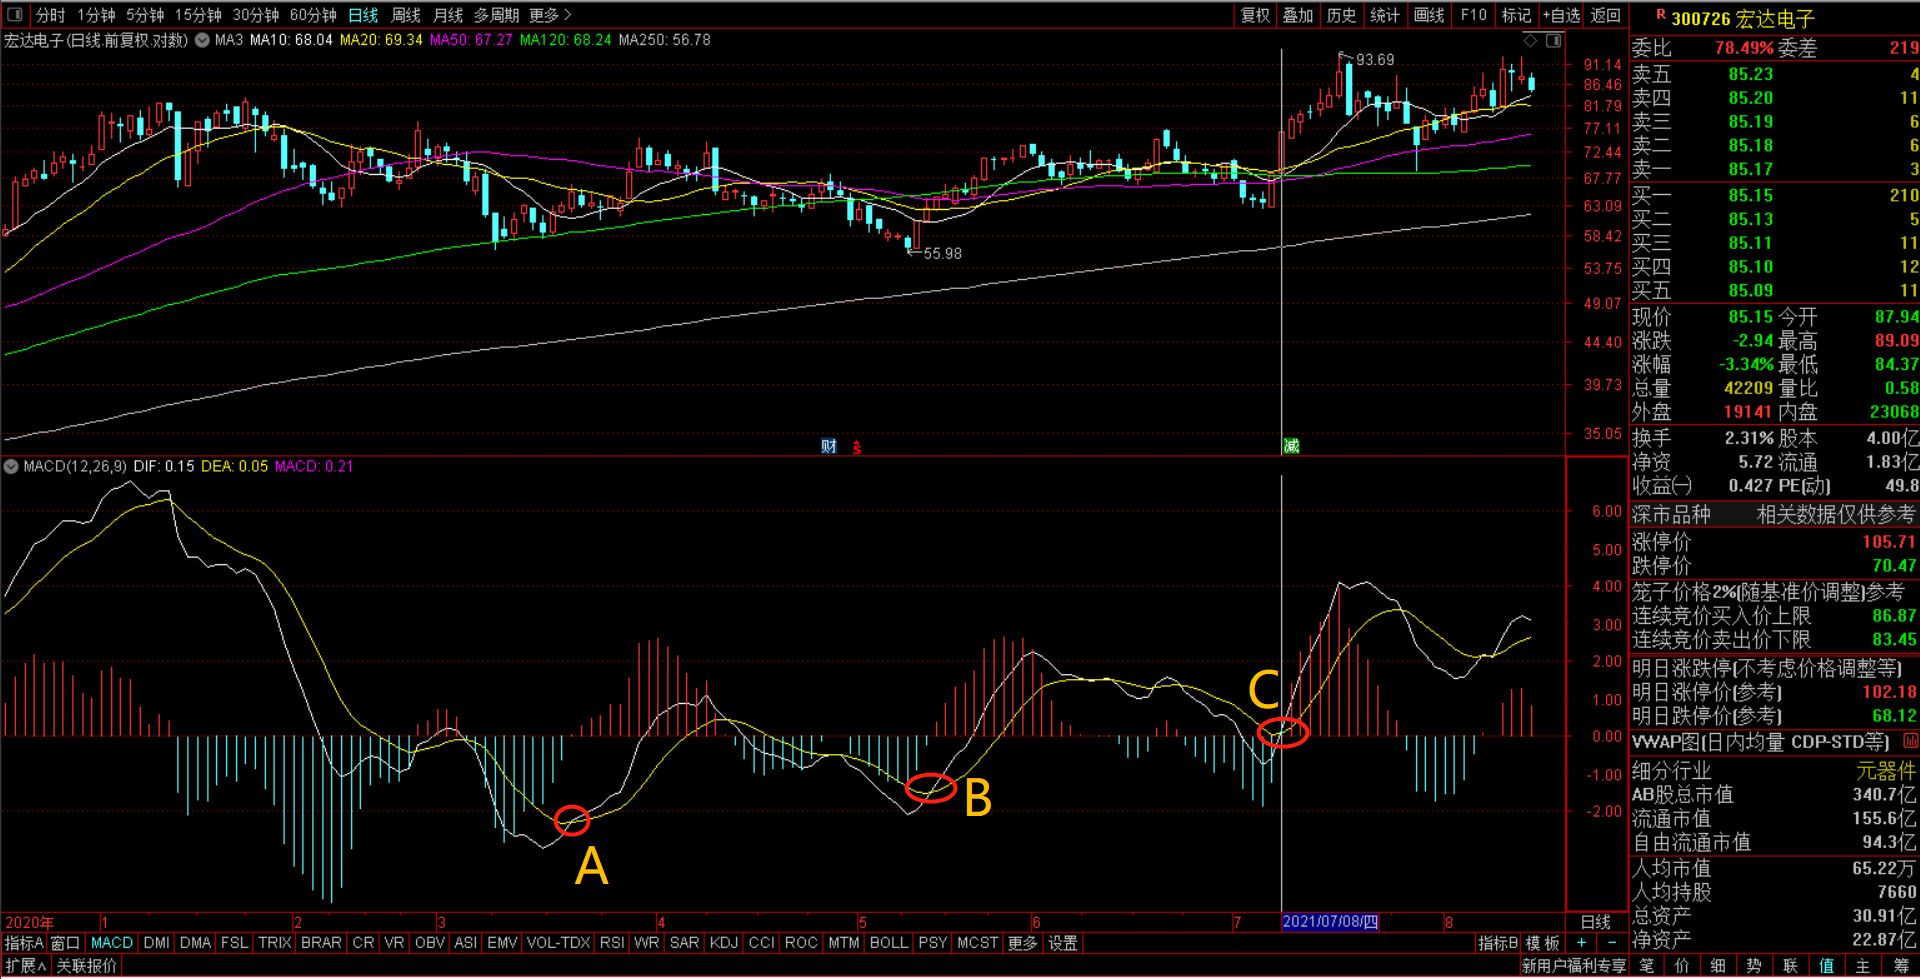 分时 1分钟 5分钟 15分钟 30分钟 60分钟 日线 周线 月线 多周期 更多 >
复权 叠加 历史 统计 画线 F10 标记 +自选 返回
宏达电子(日线.前复权.对数) MA3 MA10: 68.04 MA20: 69.34 MA50: 67.27 MA120: 68.24 MA250: 56.78
93.69
55.98
91.14
86.46
81.79
77.11
72.44
67.77
63.09
58.42
53.75
49.07
44.40
39.73
35.05
财 S 减
MACD(12,26,9) DIF: 0.15 DEA: 0.05 MACD: 0.21
6.00
5.00
4.00
3.00
2.00
1.00
0.00
-1.00
-2.00
A
B
C
2020年 1 2 3 4 5 6 7 2021/07/08/四 8 日线
指标A 窗口 MACD DMI DMA FSL TRIX BRAR CR VR OBV ASI EMV VOL-TDX RSI WR SAR KDJ CCI ROC MTM BOLL PSY MCST 更多 设置 指标B 模板 + -
扩展∧ 关联报价 新用户福利专享 笔 价 细 势 联 值 主 筹
R 300726 宏达电子
委比 78.49% 委差 219
卖五 85.23 4
卖四 85.20 11
卖三 85.19 6
卖二 85.18 6
卖一 85.17 3
买一 85.15 210
买二 85.13 5
买三 85.11 11
买四 85.10 12
买五 85.09 11
现价 85.15 今开 87.94
涨跌 -2.94 最高 89.09
涨幅 -3.34% 最低 84.37
总量 42209 量比 0.58
外盘 19141 内盘 23068
换手 2.31% 股本 4.00亿
净资 5.72 流通 1.83亿
收益(一) 0.427 PE(动) 49.8
深市品种 相关数据仅供参考
涨停价 105.71
跌停价 70.47
笼子价格2%(随基准价调整)参考
连续竞价买入价上限 86.87
连续竞价卖出价下限 83.45
明日涨跌停(不考虑价格调整等)
明日涨停价(参考) 102.18
明日跌停价(参考) 68.12
VWAP图(日内均量 CDP-STD等)
细分行业 元器件
AB股总市值 340.7亿
流通市值 155.6亿
自由流通市值 94.3亿
人均市值 65.22万
人均持股 7660
总资产 30.91亿
净资产 22.87亿